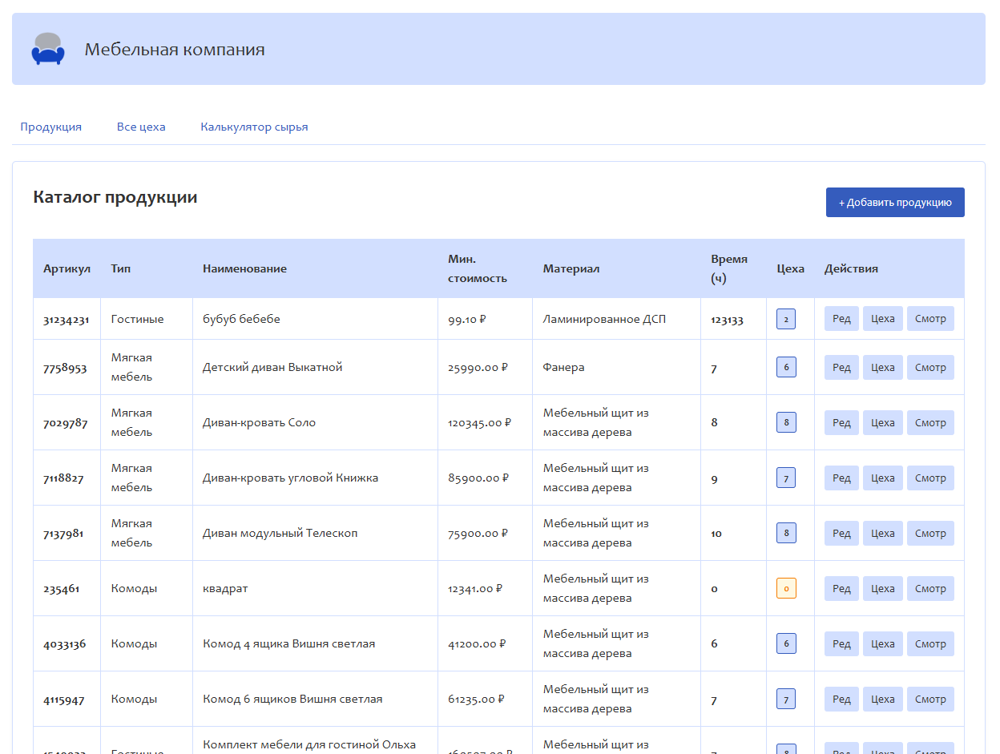 Мебельная компания
Продукция Все цеха Калькулятор сырья
Каталог продукции
+ Добавить продукцию
Артикул Тип Наименование Мин. стоимость Материал Время (ч) Цеха Действия
31234231 Гостиные бубуб бебебе 99.10 ₽ Ламинированное ДСП 123133 2 Ред Цеха Смотр
7758953 Мягкая мебель Детский диван Выкатной 25990.00 ₽ Фанера 7 6 Ред Цеха Смотр
7029787 Мягкая мебель Диван-кровать Соло 120345.00 ₽ Мебельный щит из массива дерева 8 8 Ред Цеха Смотр
7118827 Мягкая мебель Диван-кровать угловой Книжка 85900.00 ₽ Мебельный щит из массива дерева 9 7 Ред Цеха Смотр
7137981 Мягкая мебель Диван модульный Телескоп 75900.00 ₽ Мебельный щит из массива дерева 10 8 Ред Цеха Смотр
235461 Комоды квадрат 12341.00 ₽ Мебельный щит из массива дерева 0 0 Ред Цеха Смотр
4033136 Комоды Комод 4 ящика Вишня светлая 41200.00 ₽ Мебельный щит из массива дерева 6 6 Ред Цеха Смотр
4115947 Комоды Комод 6 ящиков Вишня светлая 61235.00 ₽ Мебельный щит из массива дерева 7 7 Ред Цеха Смотр
Гостиные Комплект мебели для гостиной Ольха Мебельный щит из 8 Ред Цеха Смотр